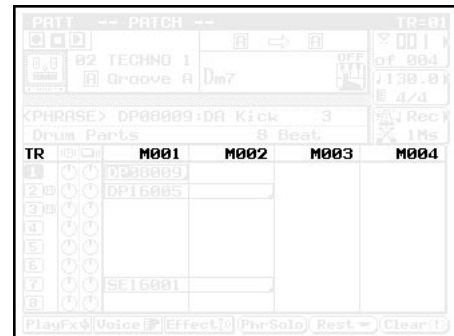 PATT -- PATCH -- TR=01
A A 001
02 TECHNO 1 OFF of 004
A Groove A Dm7 ♩130.0
4/4
<PHRASE> DP08009:DA Kick 3 Rec
Drum Parts 8 Beat 1Ms
TR M001 M002 M003 M004
1 DP08009
2 DP16005
3
4
5
6
7 SE16001
8
PlayFx Voice Effect PhrSolo Rest Clear